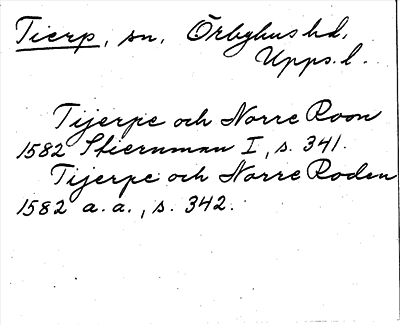 Tierp, sn. Örbyhus hd.
Upps. l.
Tijerpe och Norre Roon
1582 Stiernman I, s. 341.
Tijerpe och Norre Roden
1582 a. a., s. 342.